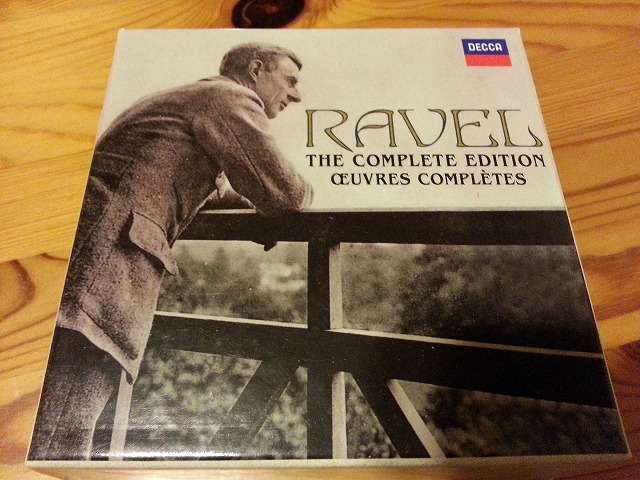 DECCA
RAVEL
THE COMPLETE EDITION
ŒUVRES COMPLÈTES